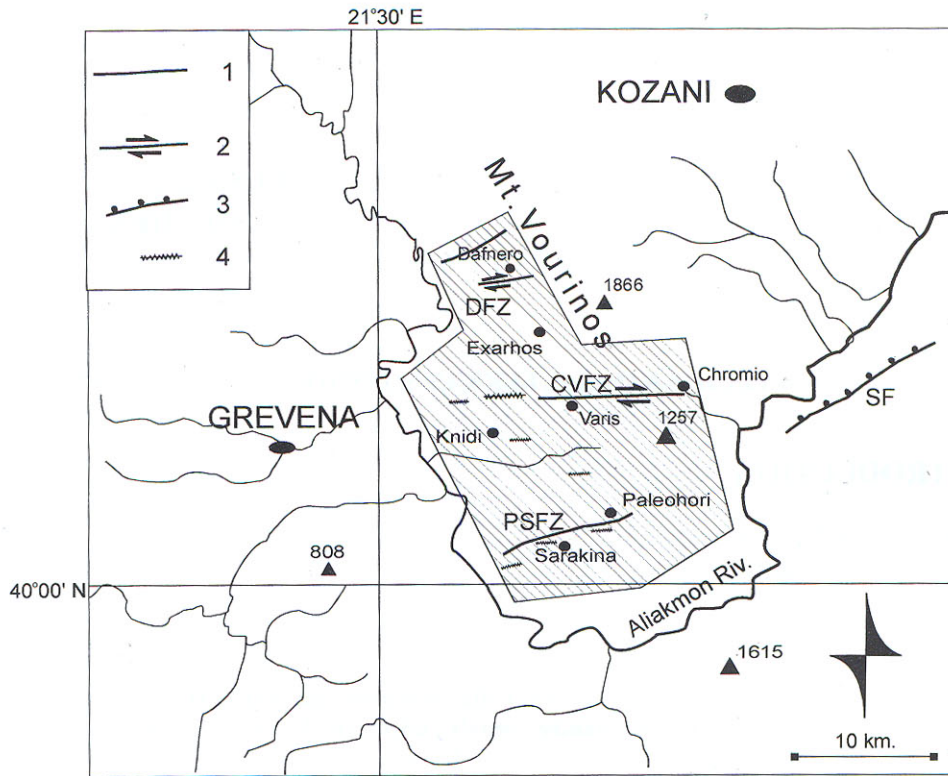 21°30' E
1
2
3
4
KOZANI
Mt. Vourinos
Dafnero
1866
DFZ
Exarhos
CVFZ
Chromio
SF
GREVENA
Varis
1257
Knidi
Paleohori
PSFZ
Sarakina
808
40°00' N
Aliakmon Riv.
1615
10 km.